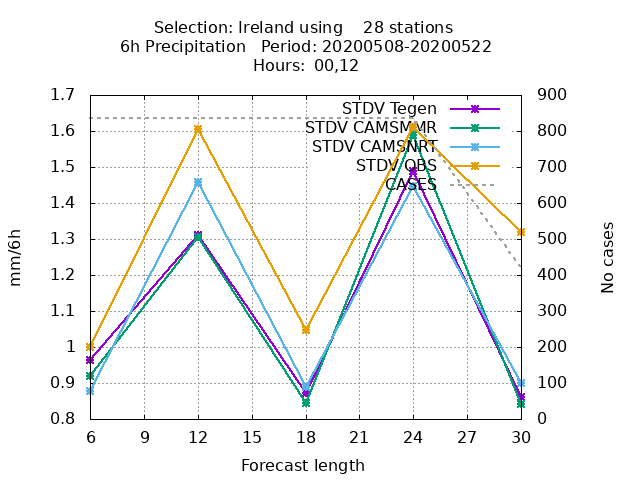 Selection: Ireland using    28 stations
6h Precipitation   Period: 20200508-20200522
Hours:  00,12
1.7
1.6
1.5
1.4
1.3
1.2
1.1
1
0.9
0.8
900
800
700
600
500
400
300
200
100
0
6 9 12 15 18 21 24 27 30
mm/6h
No cases
Forecast length
STDV Tegen
STDV CAMSMMR
STDV CAMSNRT
STDV OBS
CASES